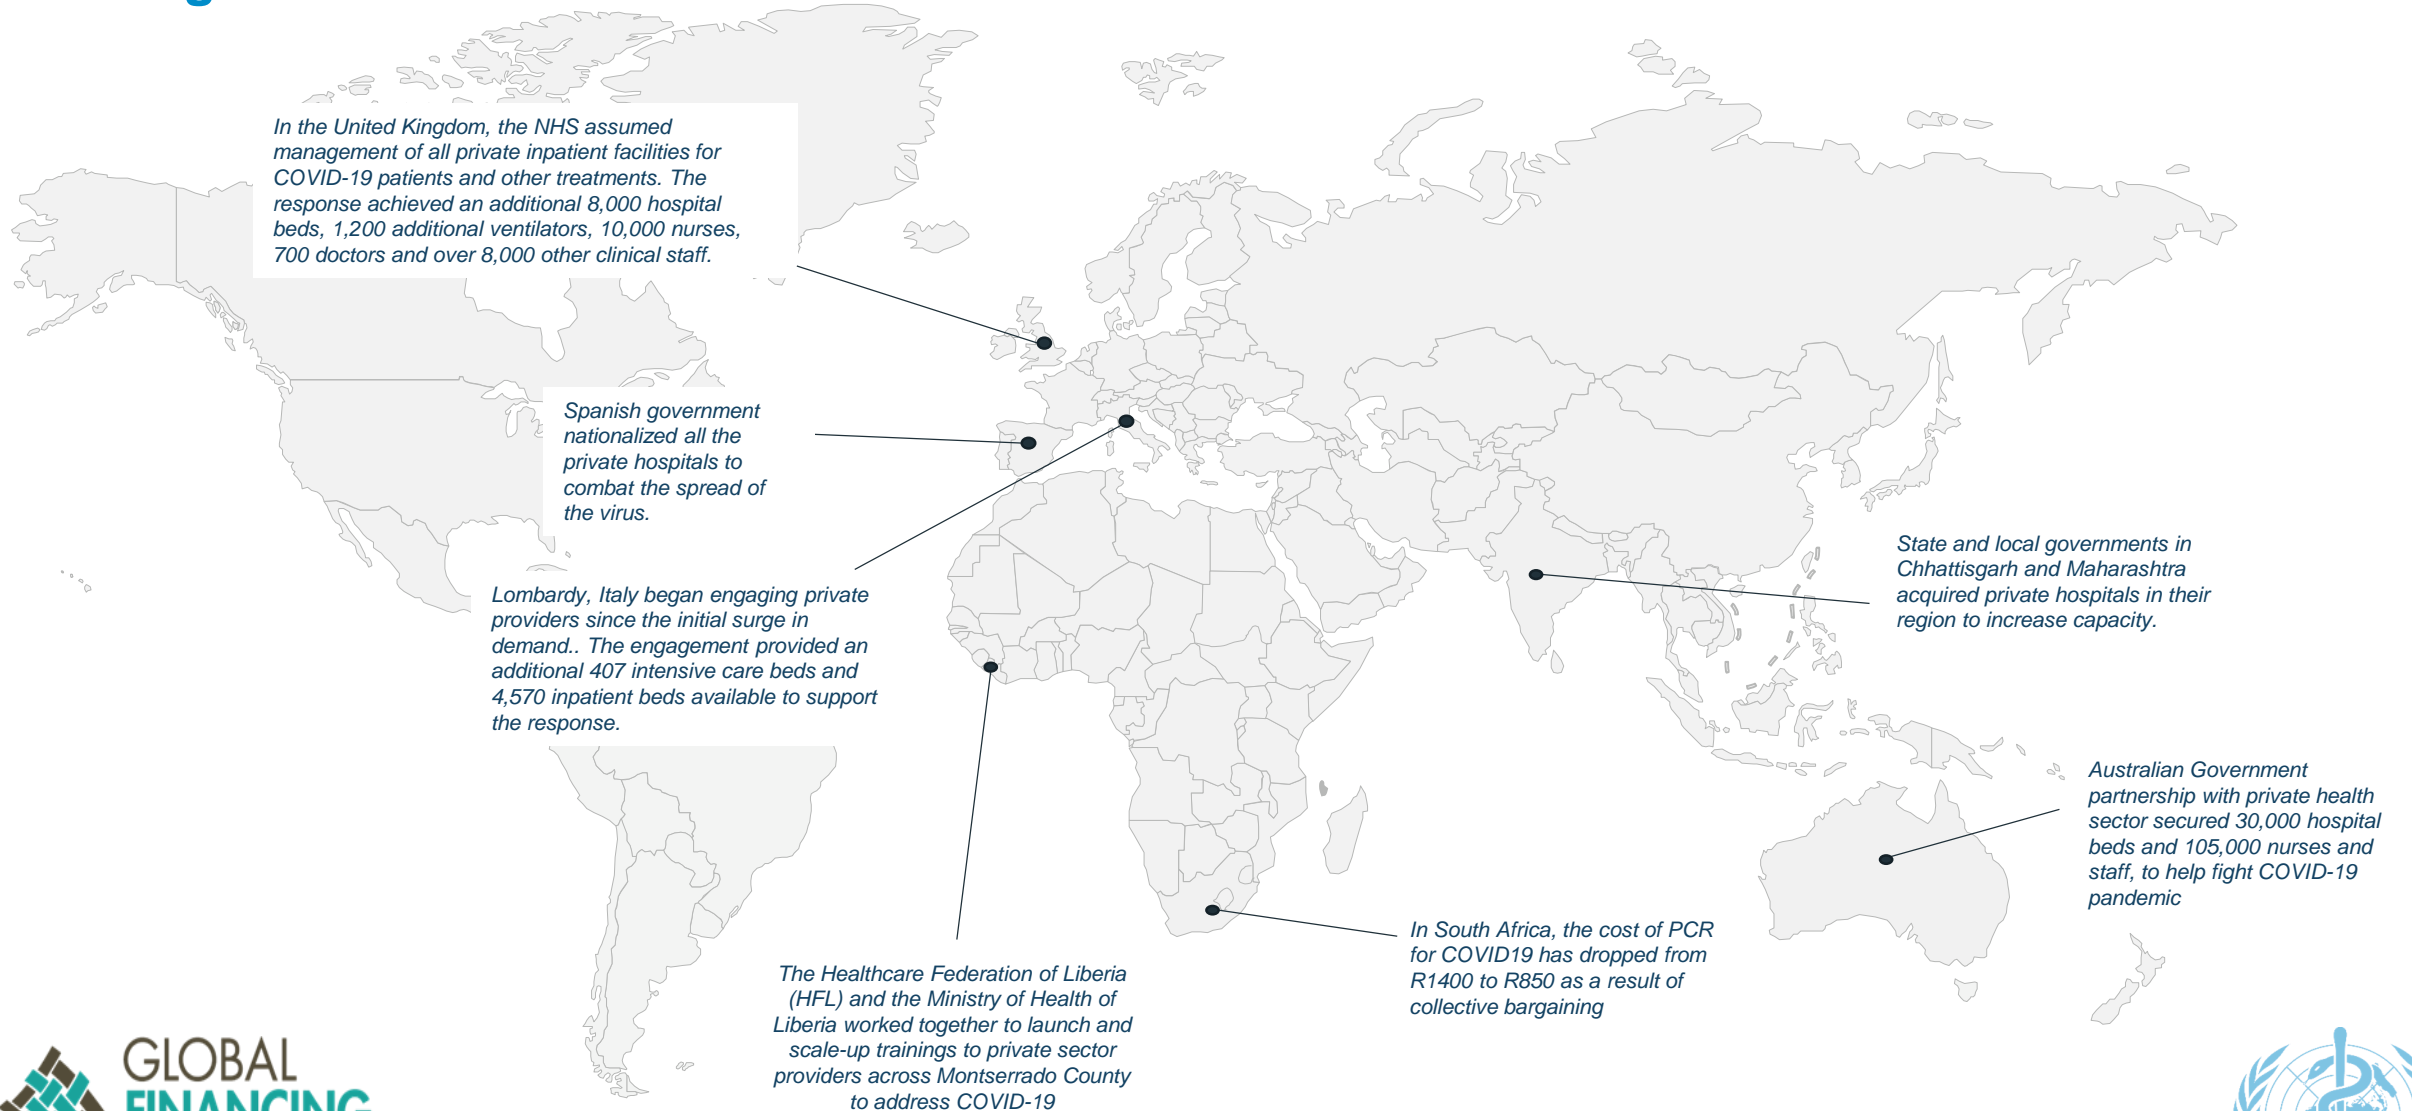 In the United Kingdom, the NHS assumed
management of all private inpatient facilities for
COVID-19 patients and other treatments. The
response achieved an additional 8,000 hospital
beds, 1,200 additional ventilators, 10,000 nurses,
700 doctors and over 8,000 other clinical staff.
Spanish government
nationalized all the
private hospitals to
combat the spread of
the virus.
Lombardy, Italy began engaging private
providers since the initial surge in
demand.. The engagement provided an
additional 407 intensive care beds and
4,570 inpatient beds available to support
the response.
State and local governments in
Chhattisgarh and Maharashtra
acquired private hospitals in their
region to increase capacity.
Australian Government
partnership with private health
sector secured 30,000 hospital
beds and 105,000 nurses and
staff, to help fight COVID-19
pandemic
In South Africa, the cost of PCR
for COVID19 has dropped from
R1400 to R850 as a result of
collective bargaining
The Healthcare Federation of Liberia
(HFL) and the Ministry of Health of
Liberia worked together to launch and
scale-up trainings to private sector
providers across Montserrado County
to address COVID-19
GLOBAL
FINANCING